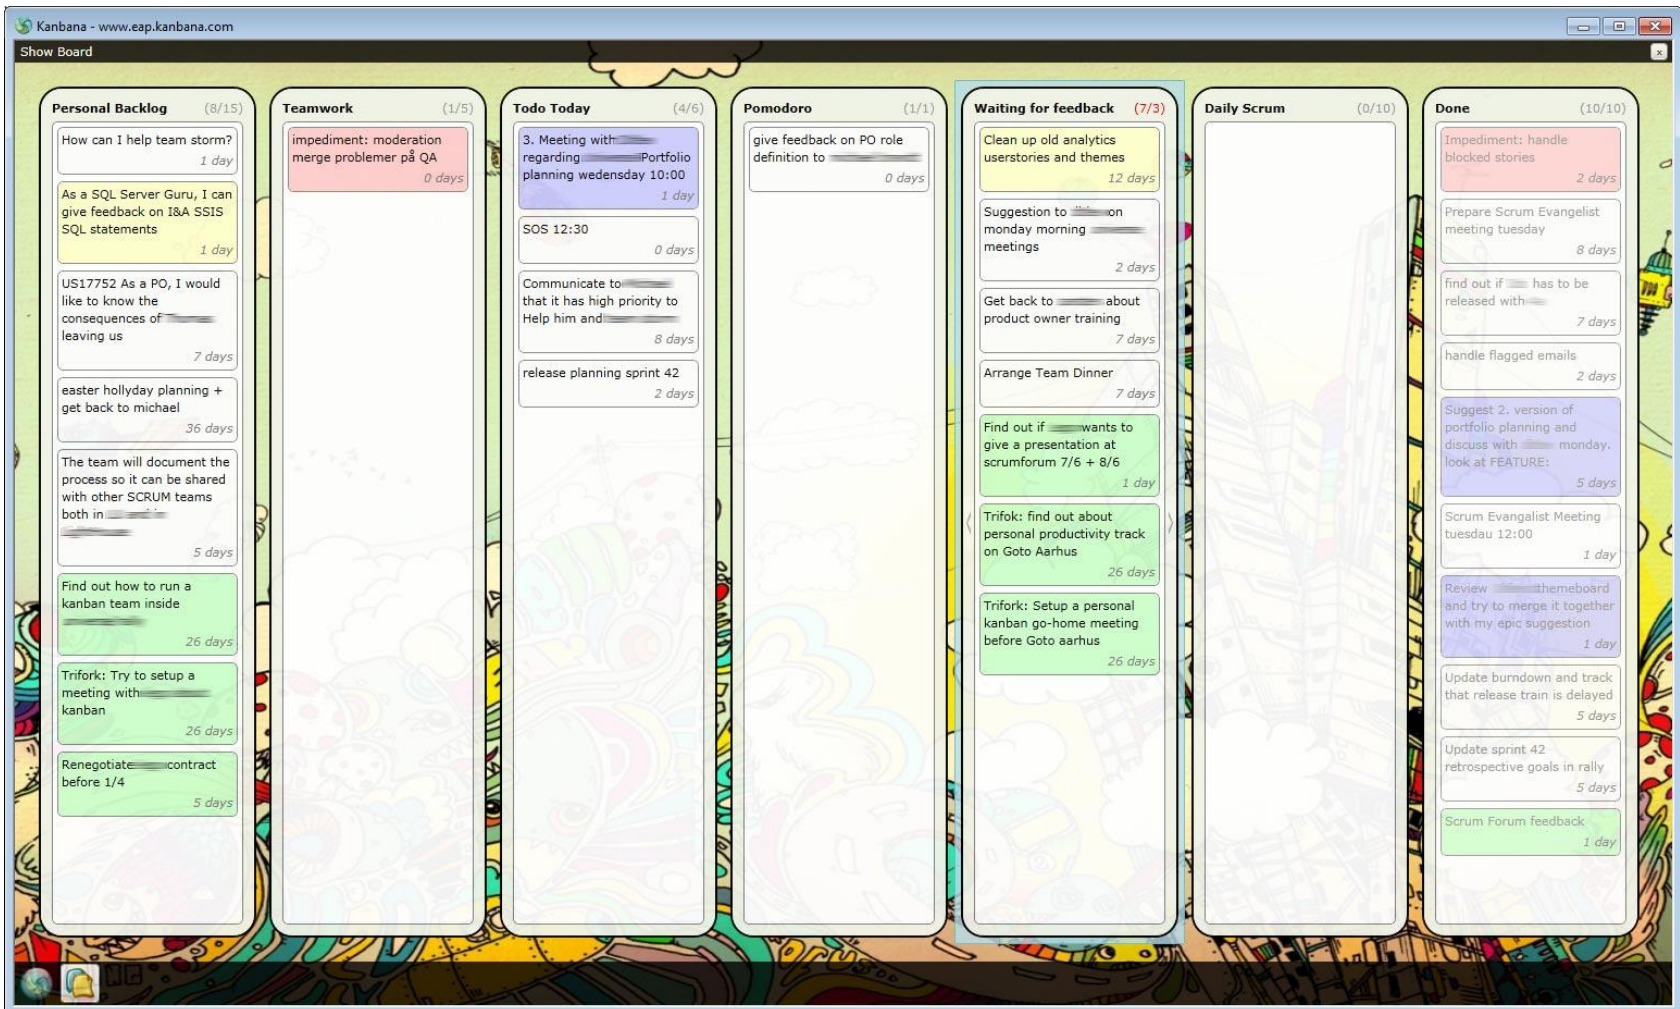 Kanbana - www.eap.kanbana.com
Show Board
Personal Backlog (8/15)
How can I help team storm?
1 day
As a SQL Server Guru, I can
give feedback on I&A SSIS
SQL statements
1 day
US17752 As a PO, I would
like to know the
consequences of
leaving us
7 days
easter hollyday planning +
get back to michael
36 days
The team will document the
process so it can be shared
with other SCRUM teams
both in
5 days
Find out how to run a
kanban team inside
26 days
Trifork: Try to setup a
meeting with
kanban
26 days
Renegotiate contract
before 1/4
5 days
Teamwork (1/5)
impediment: moderation
merge problemer på QA
0 days
Todo Today (4/6)
3. Meeting with
regarding Portfolio
planning wedensday 10:00
1 day
SOS 12:30
0 days
Communicate to
that it has high priority to
Help him and
8 days
release planning sprint 42
2 days
Pomodoro (1/1)
give feedback on PO role
definition to
0 days
Waiting for feedback (7/3)
Clean up old analytics
userstories and themes
12 days
Suggestion to on
monday morning
meetings
2 days
Get back to about
product owner training
7 days
Arrange Team Dinner
7 days
Find out if wants to
give a presentation at
scrumforum 7/6 + 8/6
1 day
Trifok: find out about
personal productivity track
on Goto Aarhus
26 days
Trifork: Setup a personal
kanban go-home meeting
before Goto aarhus
26 days
Daily Scrum (0/10)
Done (10/10)
Impediment: handle
blocked stories
2 days
Prepare Scrum Evangelist
meeting tuesday
8 days
find out if has to be
released with
7 days
handle flagged emails
2 days
Suggest 2. version of
portfolio planning and
discuss with monday.
look at FEATURE:
5 days
Scrum Evangalist Meeting
tuesdau 12:00
1 day
Review themeboard
and try to merge it together
with my epic suggestion
1 day
Update burndown and track
that release train is delayed
5 days
Update sprint 42
retrospective goals in rally
5 days
Scrum Forum feedback
1 day